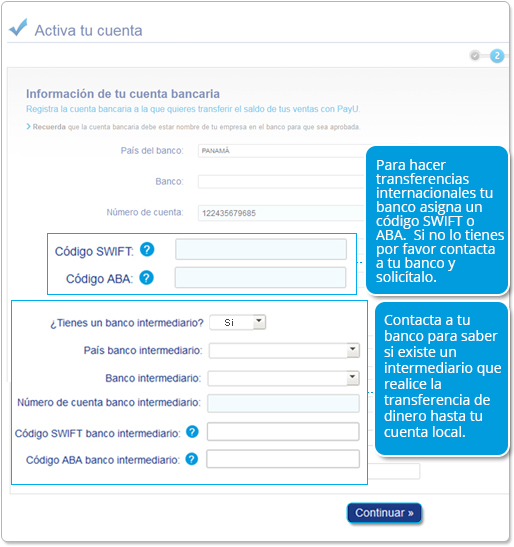 Activa tu cuenta
2
Información de tu cuenta bancaria
Registra la cuenta bancaria a la que quieres transferir el saldo de tus ventas con PayU.
Recuerda que la cuenta bancaria debe estar nombre de tu empresa en el banco para que sea aprobada.
País del banco:
PANAMÁ
Banco:
Número de cuenta:
122435679685
Para hacer
transferencias
internacionales tu
banco asigna un
código SWIFT o
ABA. Si no lo tienes
por favor contacta
a tu banco y
solicítalo.
Código SWIFT: ?
Código ABA: ?
¿Tienes un banco intermediario?
Si
País banco intermediario:
Banco intermediario:
Número de cuenta banco intermediario:
Código SWIFT banco intermediario: ?
Código ABA banco intermediario: ?
Contacta a tu
banco para saber
si existe un
intermediario que
realice la
transferencia de
dinero hasta tu
cuenta local.
Continuar »